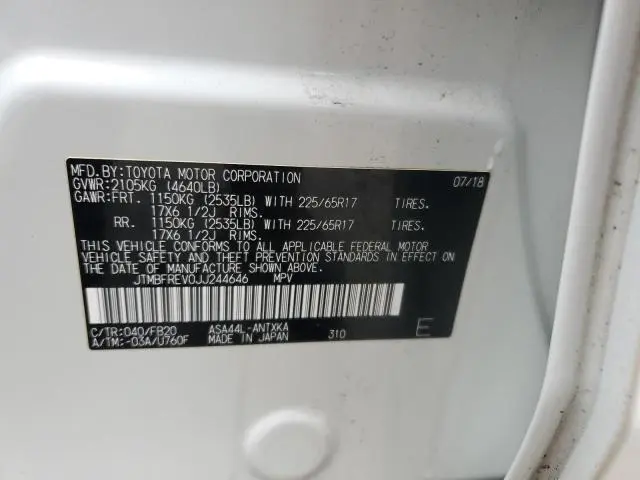 MFD.BY:TOYOTA MOTOR CORPORATION 07/18
GVWR:2105KG (4640LB)
GAWR:FRT. 1150KG (2535LB) WITH 225/65R17 TIRES.
17X6 1/2J RIMS.
RR. 1150KG (2535LB) WITH 225/65R17 TIRES.
17X6 1/2J RIMS.
THIS VEHICLE CONFORMS TO ALL APPLICABLE FEDERAL MOTOR
VEHICLE SAFETY AND THEFT PREVENTION STANDARDS IN EFFECT ON
THE DATE OF MANUFACTURE SHOWN ABOVE.
JTMBFREV0JJ244646 MPV
C/TR:040/FB20 ASA44L-ANTXKA
A/TM:-03A/U760F MADE IN JAPAN 310 E